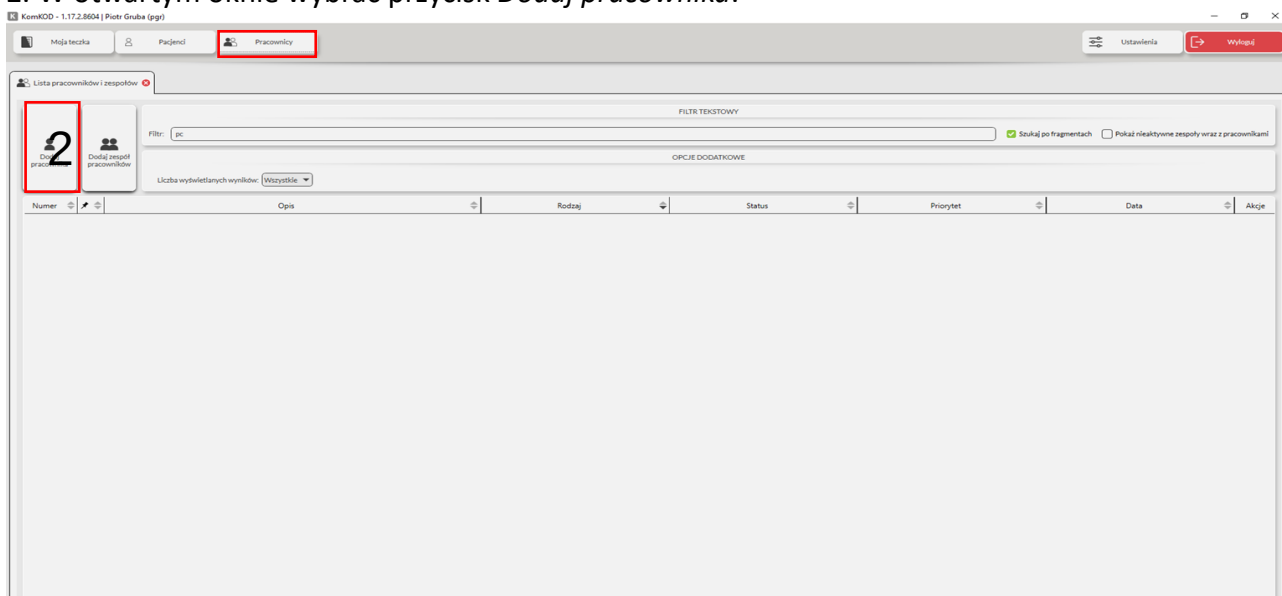 2. W otwartym oknie wybrać przycisk Dodaj pracownika.
KomKOD - 1.17.2.8604 | Piotr Gruba (pgr)
Moja teczka Pacjenci Pracownicy Ustawienia Wyloguj
Lista pracowników i zespołów
FILTR TEKSTOWY
Filtr: pc Szukaj po fragmentach Pokaż nieaktywne zespoły wraz z pracownikami
2
Dodaj pracownika
Dodaj zespół
pracowników
OPCJE DODATKOWE
Liczba wyświetlanych wyników: Wszystkie
Numer Opis Rodzaj Status Priorytet Data Akcje